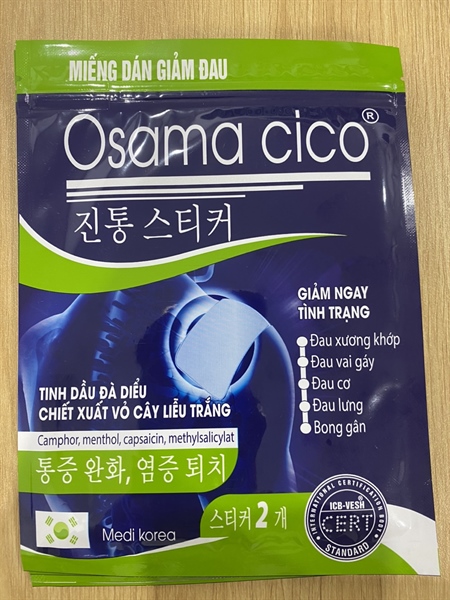 MIẾNG DÁN GIẢM ĐAU
Osama cico®
진통 스티커
GIẢM NGAY
TÌNH TRẠNG
Đau xương khớp
Đau vai gáy
Đau cơ
Đau lưng
Bong gân
TINH DẦU ĐÀ DIỂU
CHIẾT XUẤT VỎ CÂY LIỄU TRẮNG
Camphor, menthol, capsaicin, methylsalicylat
통증 완화, 염증 퇴치
Medi korea
스티커 2 개
INTERNATIONAL CERTIFICATION BODY
ICB-VESH
CERT
STANDARD